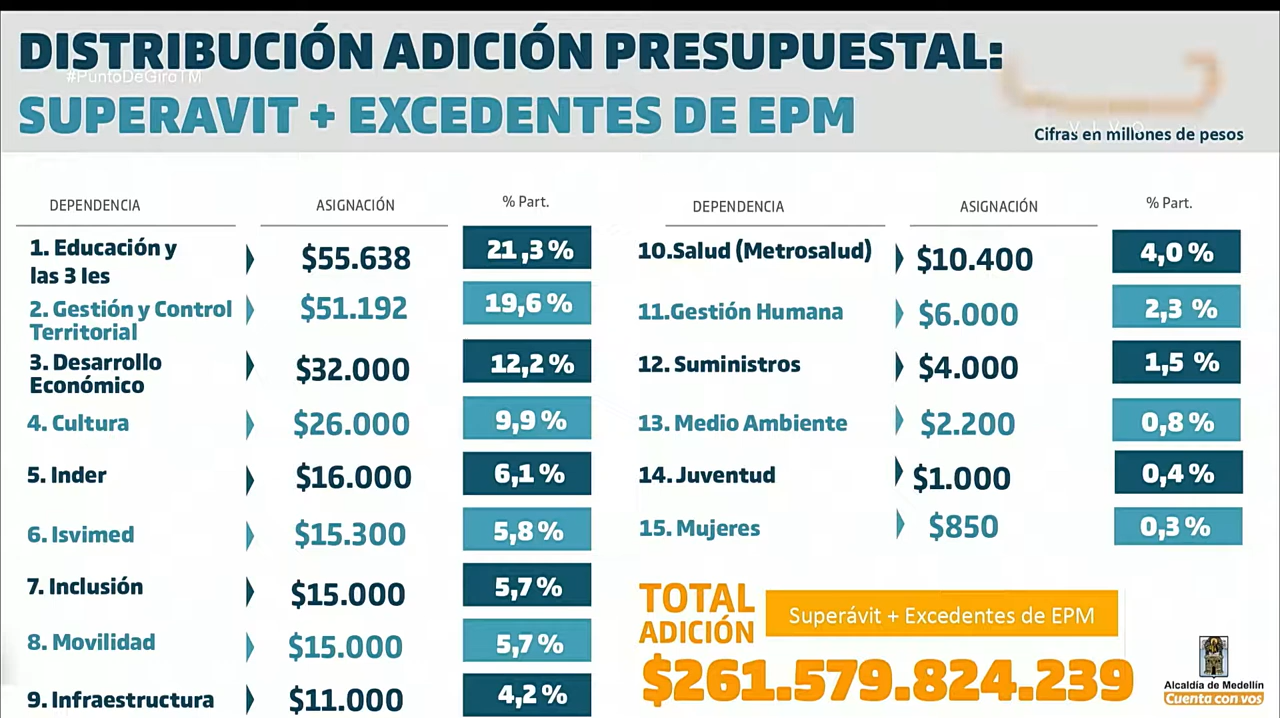 DISTRIBUCIÓN ADICIÓN PRESUPUESTAL:
#PuntoDeGiroTM
SUPERAVIT + EXCEDENTES DE EPM
Cifras en millones de pesos
DEPENDENCIA ASIGNACIÓN % Part.
1. Educación y
las 3 Ies
$55.638 21,3 %
2. Gestión y Control
Territorial
$51.192 19,6 %
3. Desarrollo
Económico
$32.000 12,2 %
4. Cultura $26.000 9,9 %
5. Inder $16.000 6,1 %
6. Isvimed $15.300 5,8 %
7. Inclusión $15.000 5,7 %
8. Movilidad $15.000 5,7 %
9. Infraestructura $11.000 4,2 %
DEPENDENCIA ASIGNACIÓN % Part.
10.Salud (Metrosalud) $10.400 4,0 %
11.Gestión Humana $6.000 2,3 %
12. Suministros $4.000 1,5 %
13. Medio Ambiente $2.200 0,8 %
14. Juventud $1.000 0,4 %
15. Mujeres $850 0,3 %
TOTAL
ADICIÓN
Superávit + Excedentes de EPM
$261.579.824.239
Alcaldía de Medellín
Cuenta con vos